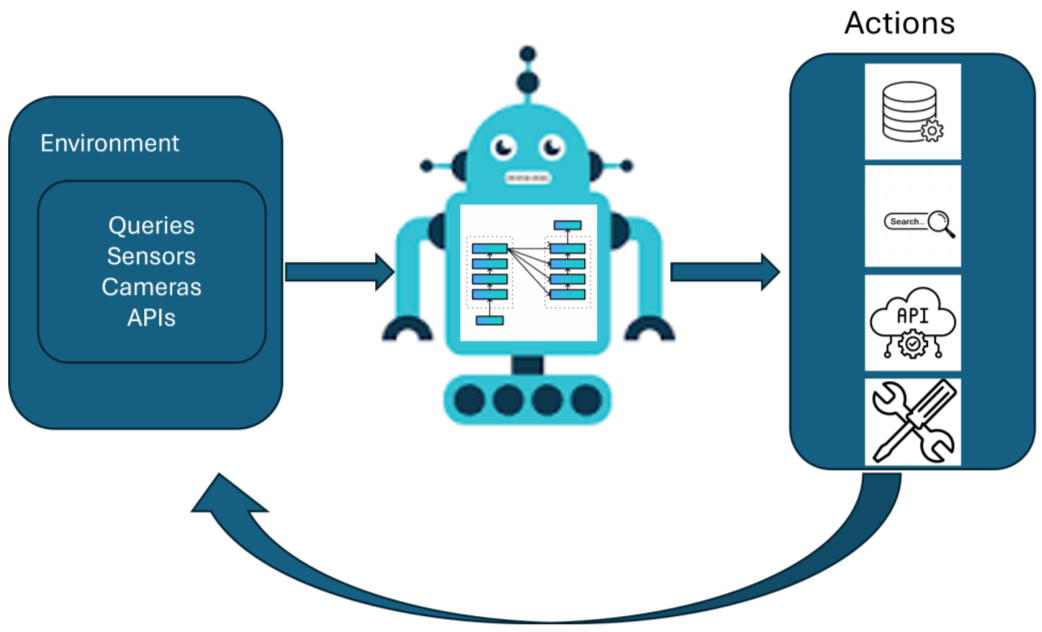 Actions
Environment
Queries
Sensors
Cameras
APIs
Search...
API